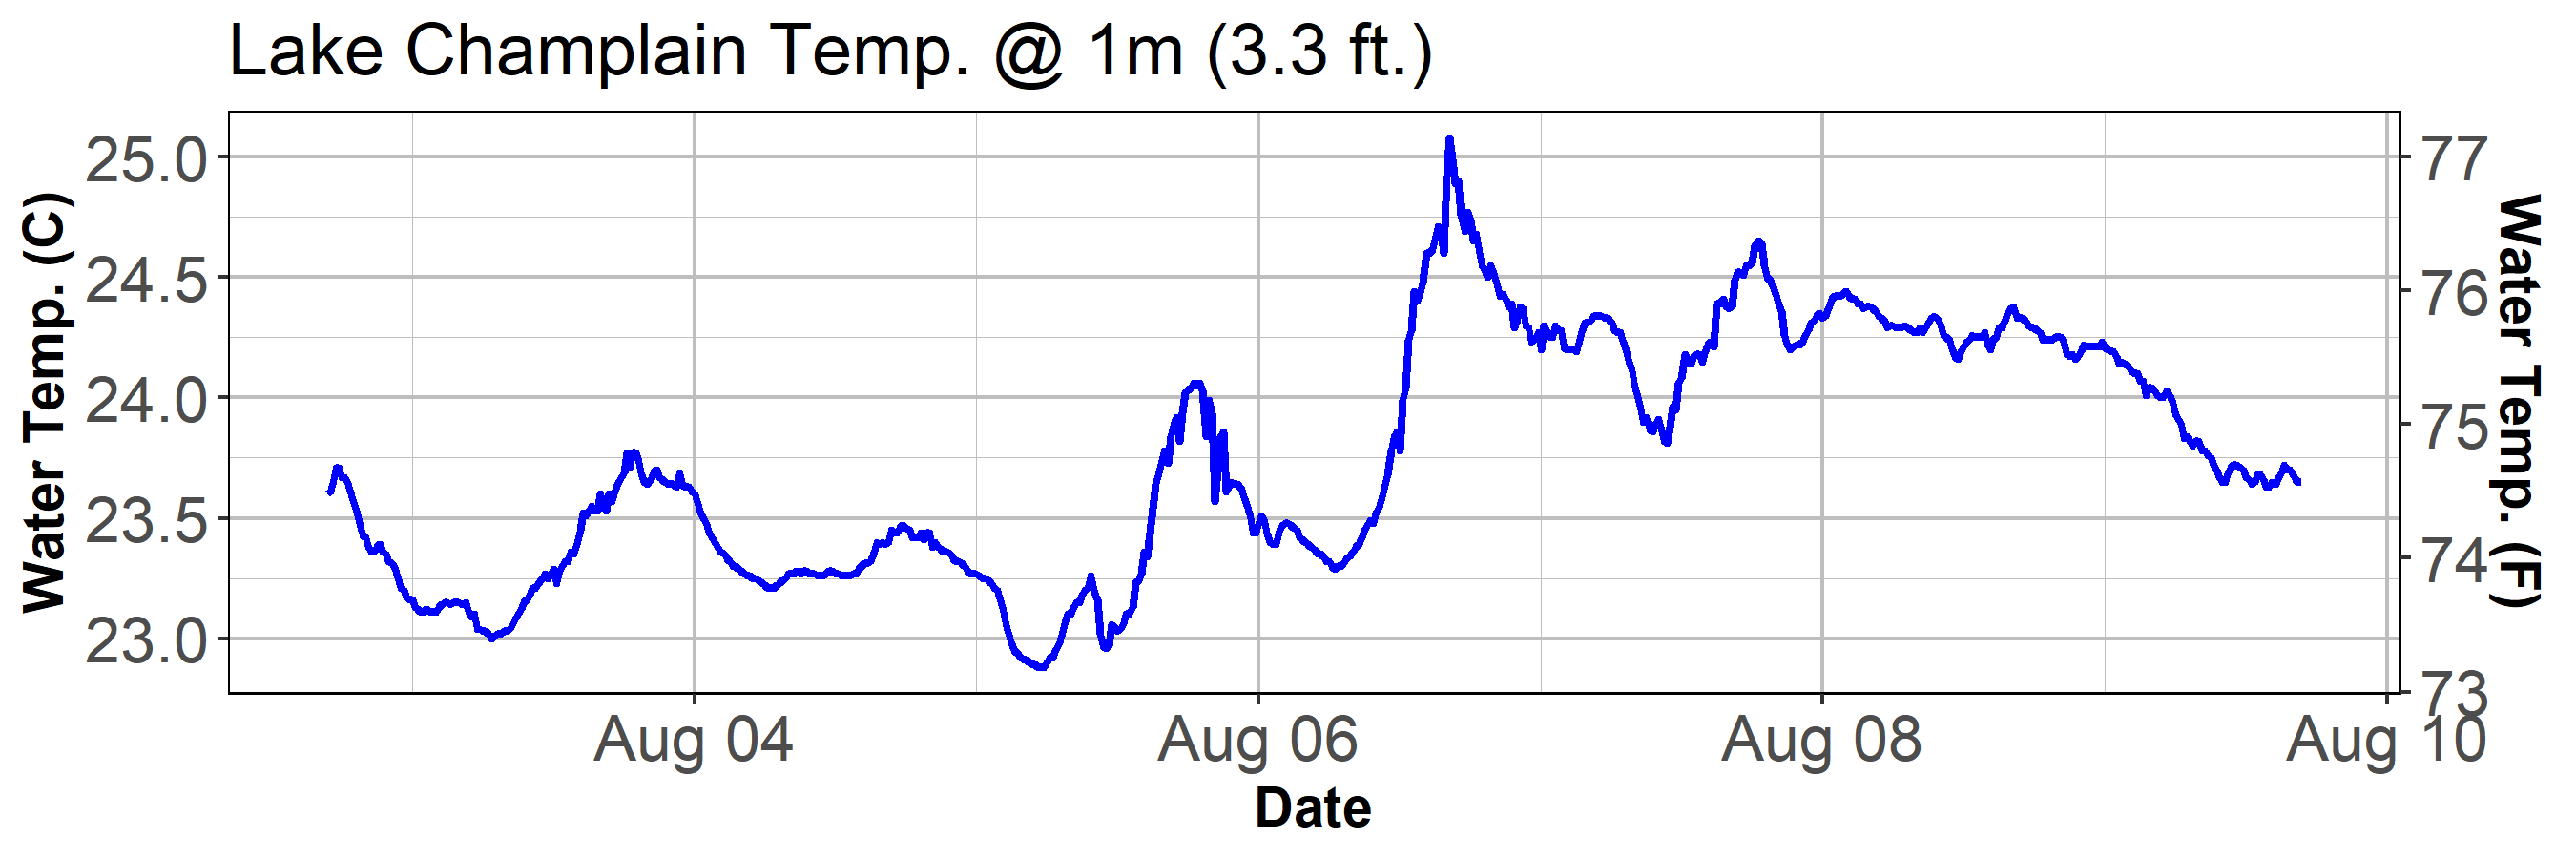 Lake Champlain Temp. @ 1m (3.3 ft.)
Water Temp. (C)
25.0
24.5
24.0
23.5
23.0
77
76
75
74
73
Water Temp. (F)
Aug 04 Aug 06 Aug 08 Aug 10
Date